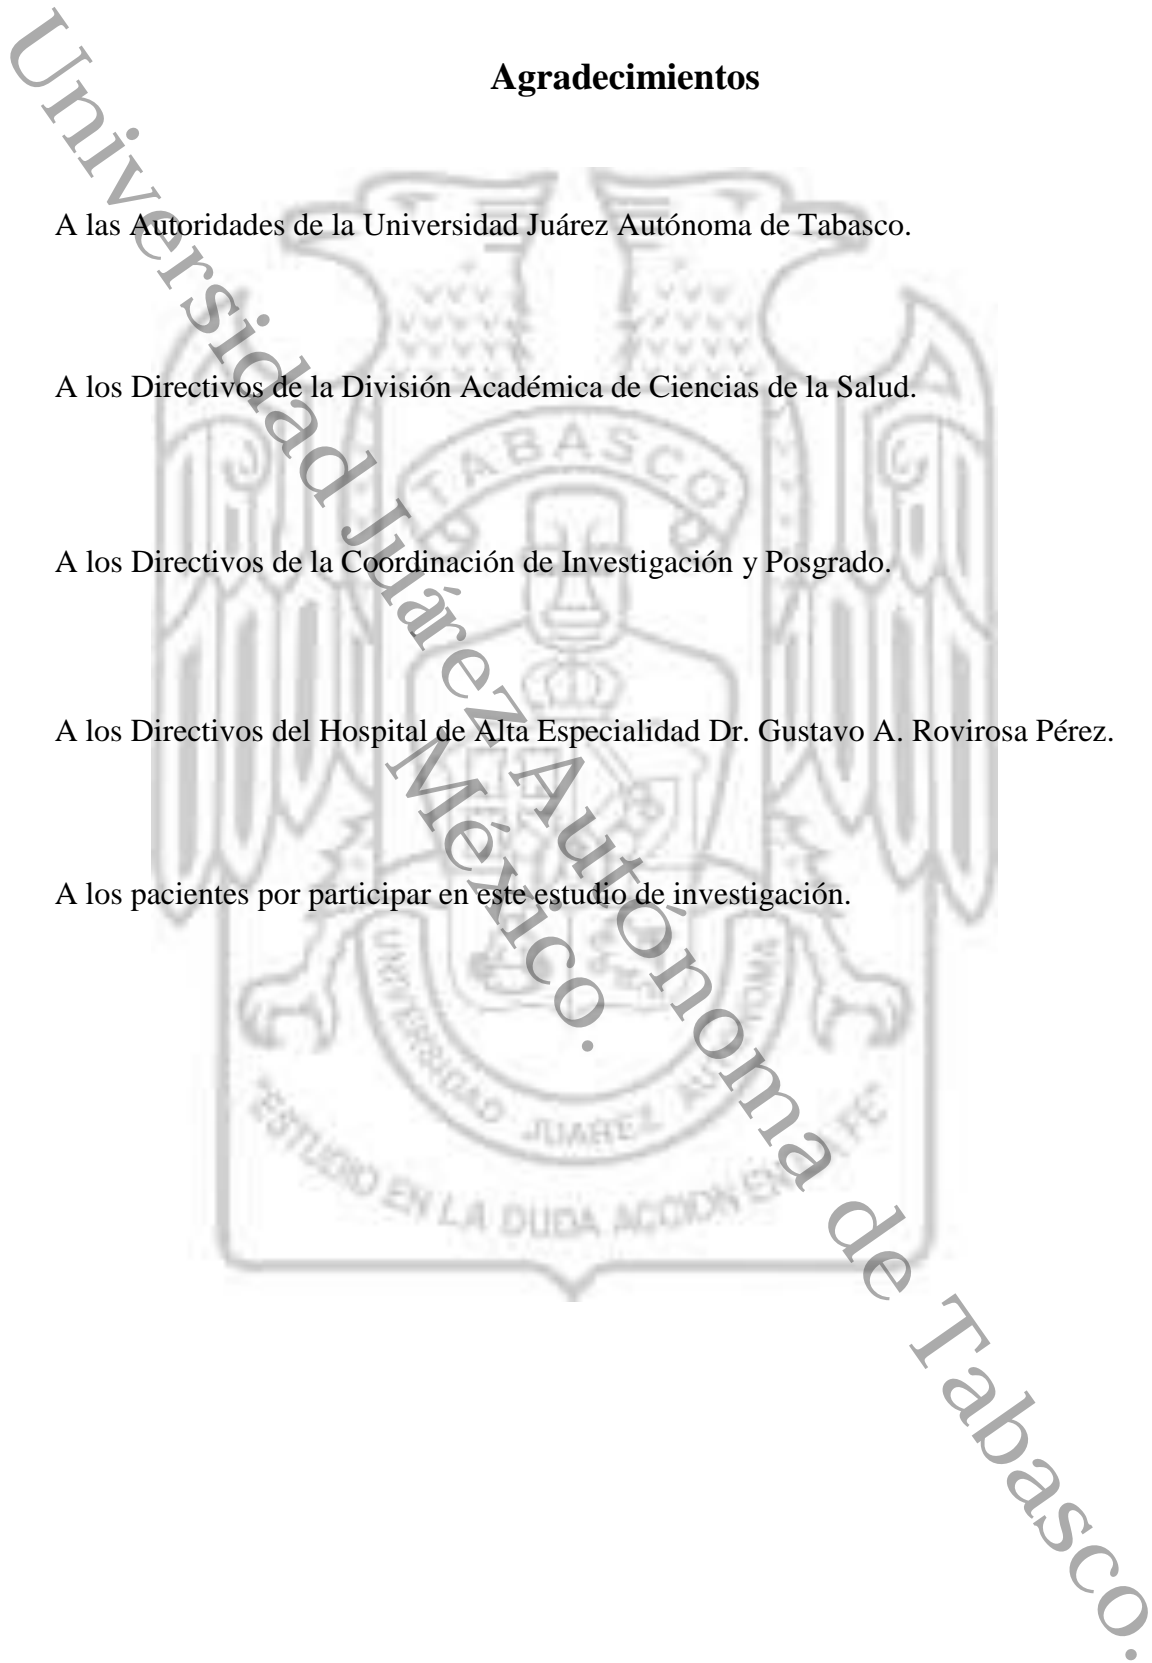 Agradecimientos
A las Autoridades de la Universidad Juárez Autónoma de Tabasco.
A los Directivos de la División Académica de Ciencias de la Salud.
A los Directivos de la Coordinación de Investigación y Posgrado.
A los Directivos del Hospital de Alta Especialidad Dr. Gustavo A. Rovirosa Pérez.
A los pacientes por participar en este estudio de investigación.
Universidad Juárez Autónoma de Tabasco.
México.
TABASCO
UNIVERSIDAD JUAREZ
"ESTUDIO EN LA DUDA ACCION EN
FE"